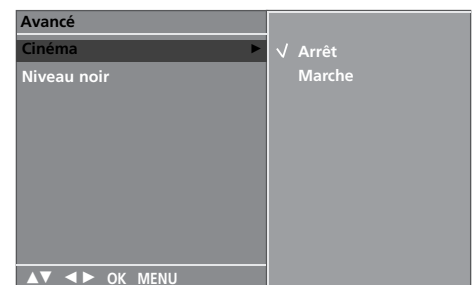 Avancé
Cinéma ►
√ Arrêt
Niveau noir
Marche
▲▼ ◄► OK MENU